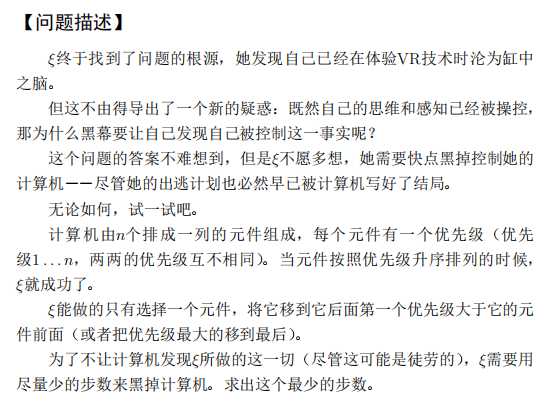 【问题描述】
ξ终于找到了问题的根源，她发现自己已经在体验VR技术时沦为缸中
之脑。
但这不由得导出了一个新的疑惑：既然自己的思维和感知已经被操控，
那为什么黑幕要让自己发现自己被控制这一事实呢？
这个问题的答案不难想到，但是ξ不愿多想，她需要快点黑掉控制她的
计算机——尽管她的出逃计划也必然早已被计算机写好了结局。
无论如何，试一试吧。
计算机由n个排成一列的元件组成，每个元件有一个优先级（优先
级1...n，两两的优先级互不相同）。当元件按照优先级升序排列的时候，
ξ就成功了。
ξ能做的只有选择一个元件，将它移到它后面第一个优先级大于它的元
件前面（或者把优先级最大的移到最后）。
为了不让计算机发现ξ所做的这一切（尽管这可能是徒劳的），ξ需要用
尽量少的步数来黑掉计算机。求出这个最少的步数。